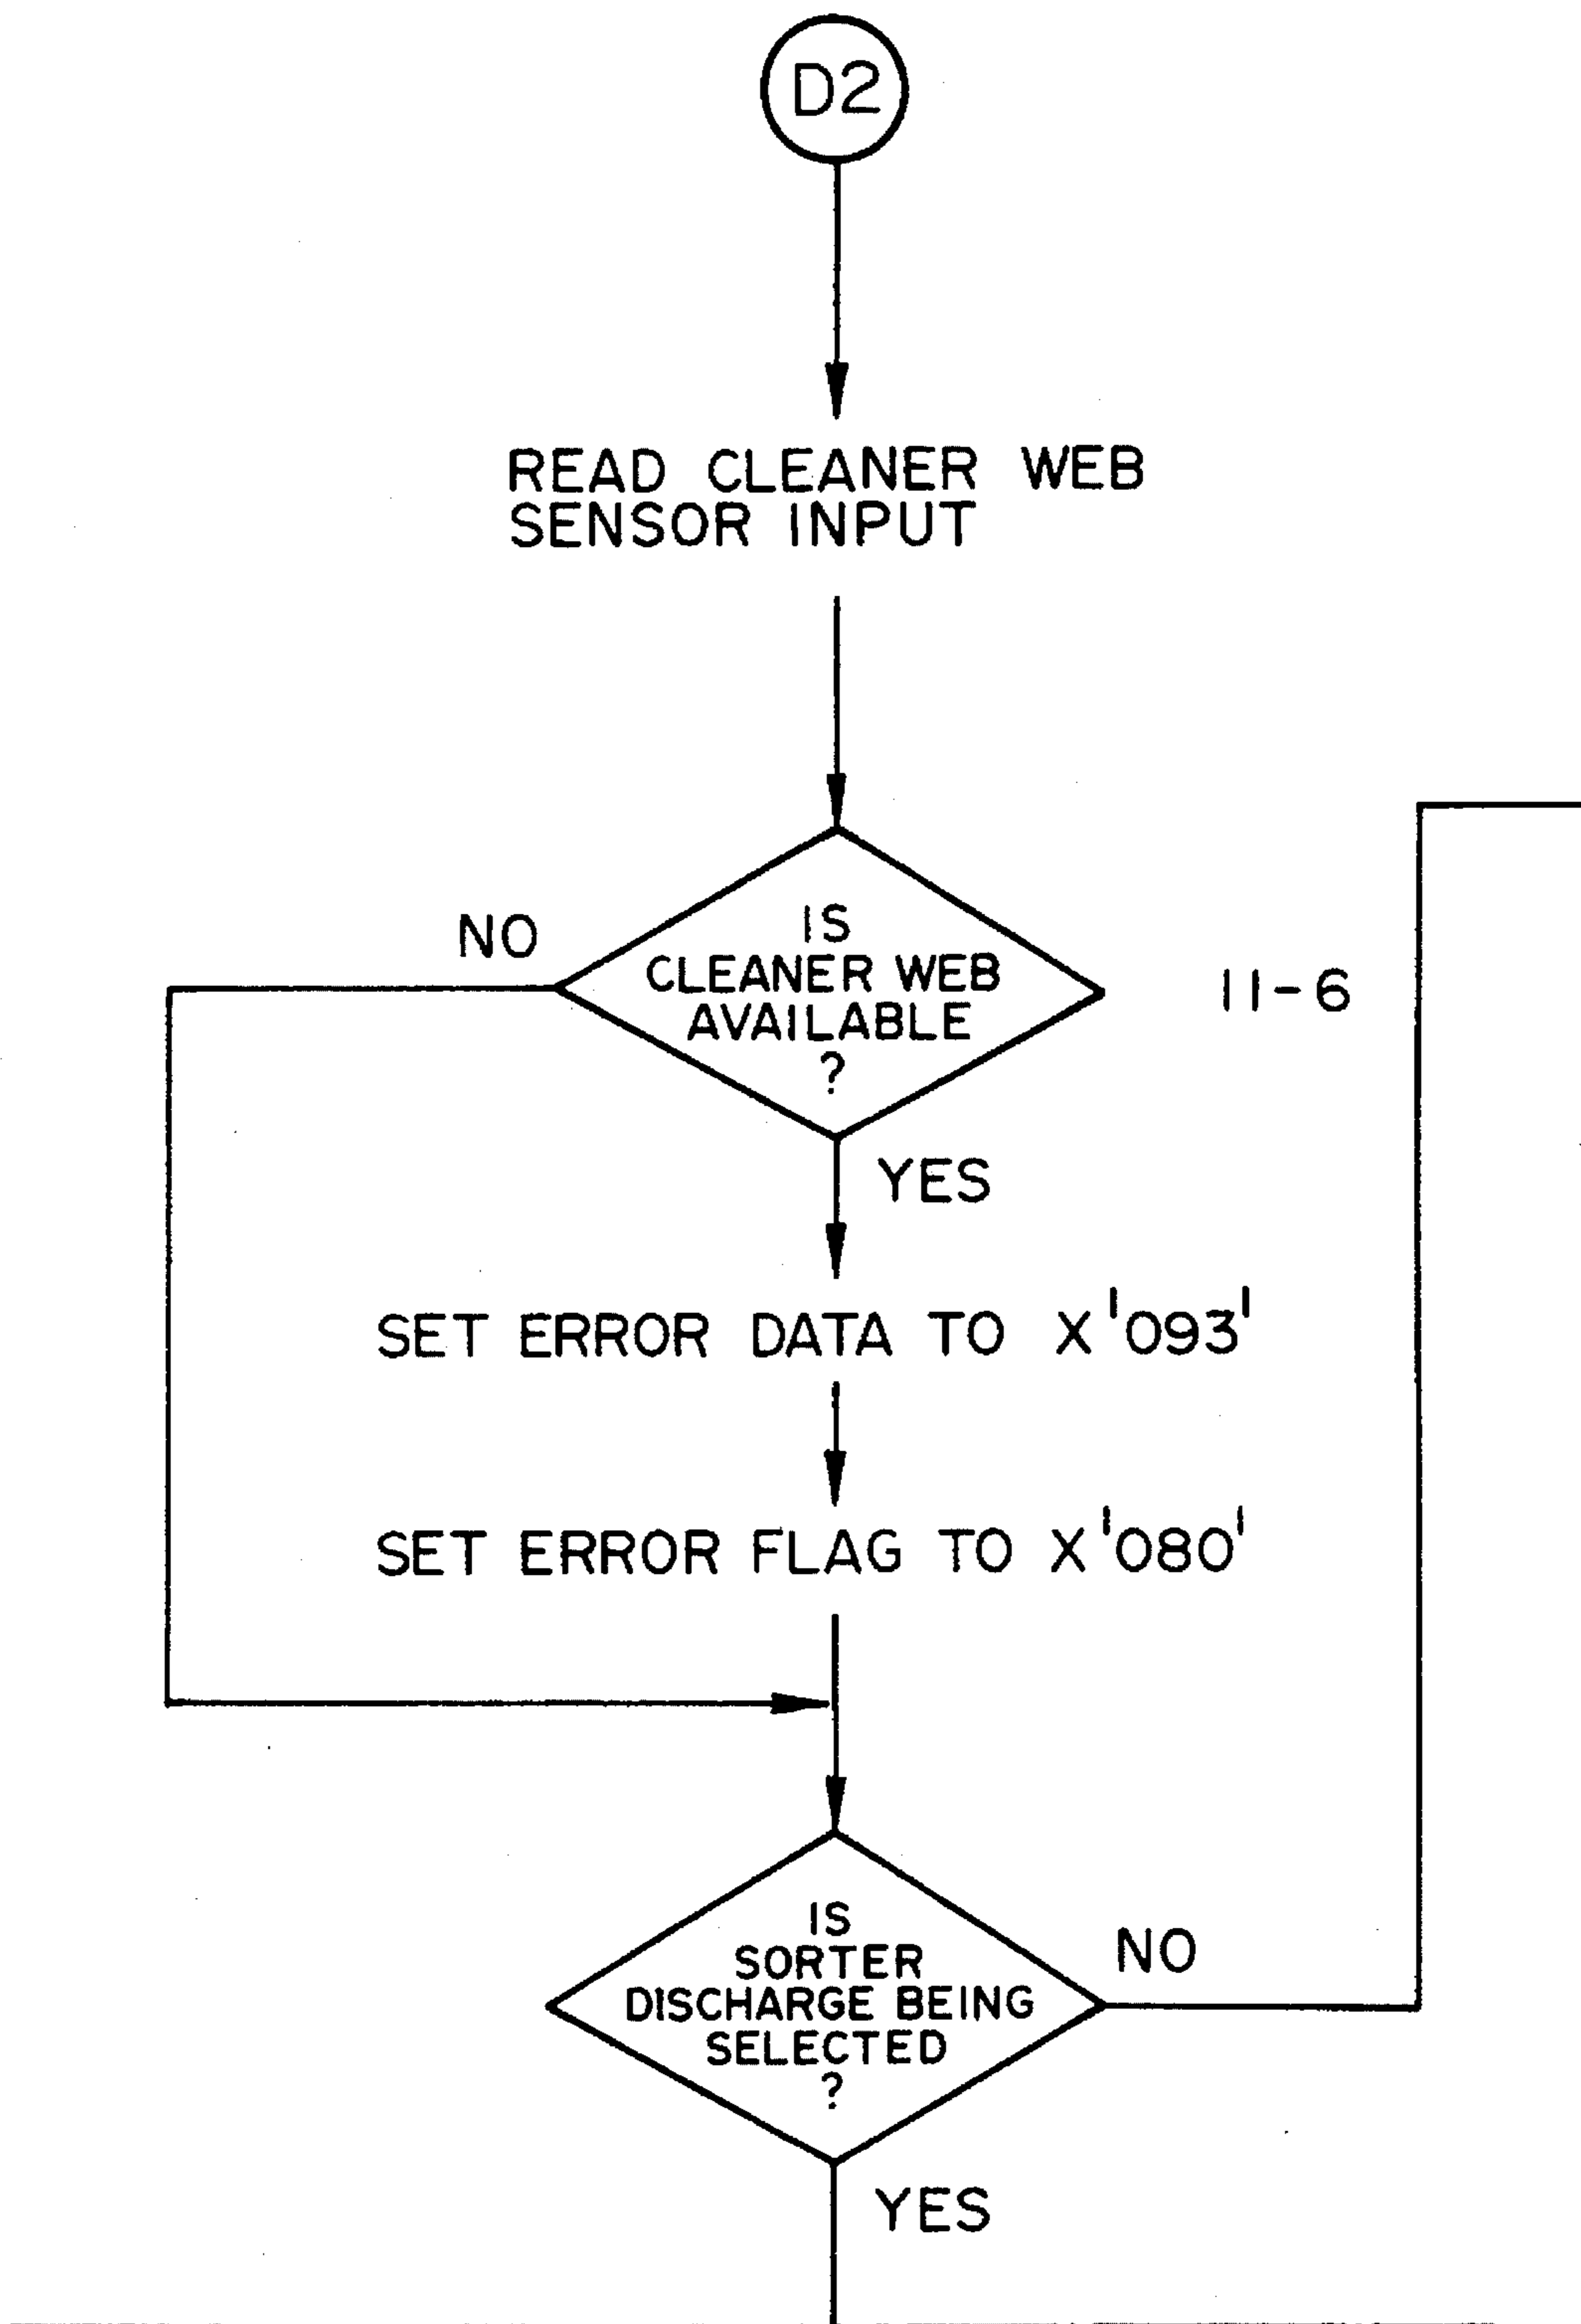 D2
READ CLEANER WEB
SENSOR INPUT
NO
IS
CLEANER WEB
AVAILABLE
?
11-6
YES
SET ERROR DATA TO X'093'
SET ERROR FLAG TO X'080'
IS
SORTER
DISCHARGE BEING
SELECTED
?
NO
YES